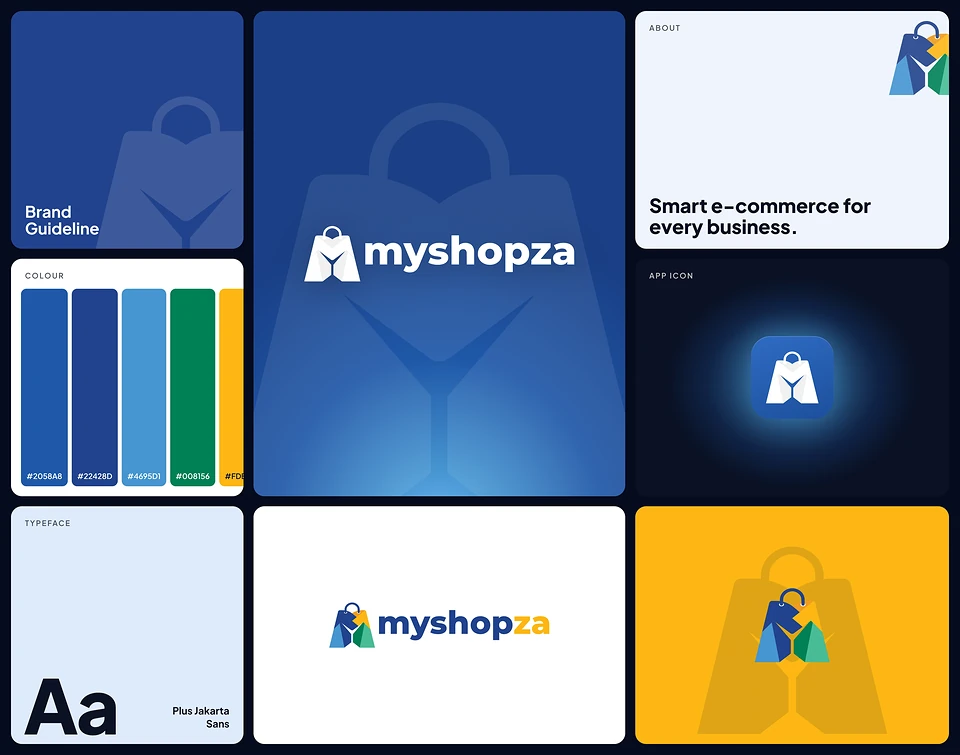 Brand
Guideline
myshopza
ABOUT
Smart e-commerce for
every business.
COLOUR
#2058A8
#22428D
#4695D1
#008156
APP ICON
TYPEFACE
Aa
Plus Jakarta
Sans
myshopza